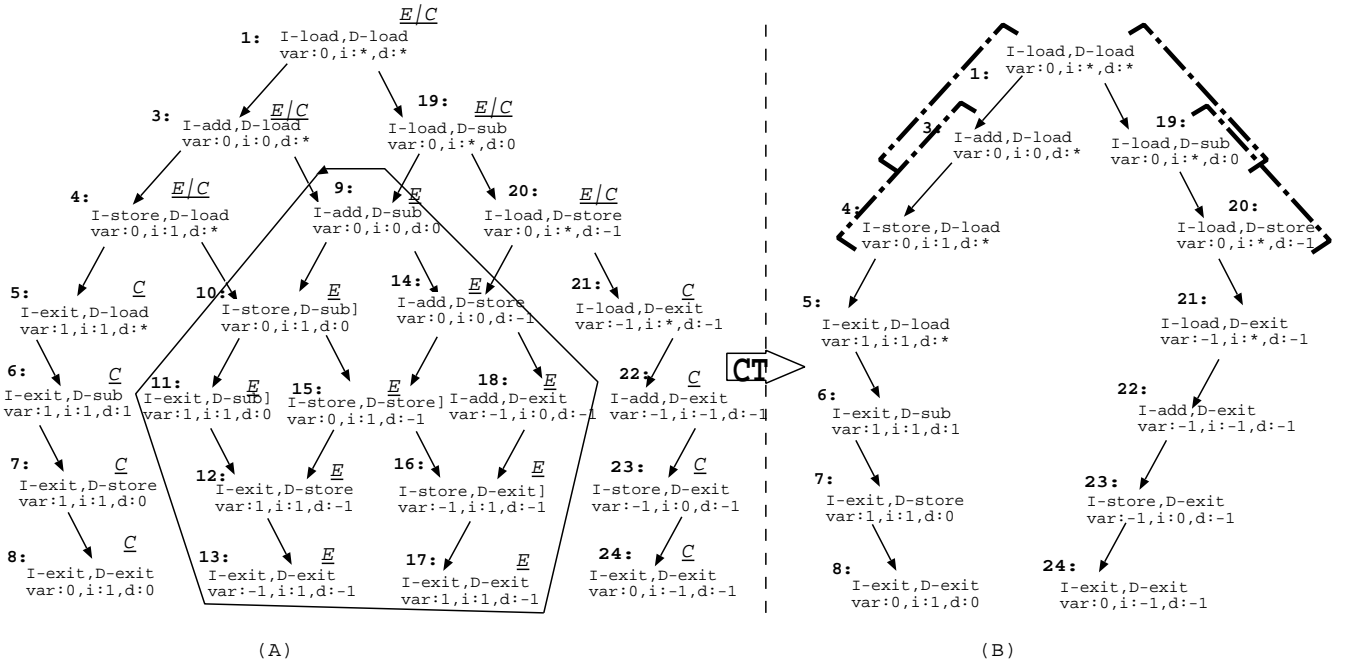 E/C
1: I-load,D-load
var:0,i:*,d:*
3: I-add,D-load E/C
var:0,i:0,d:*
19: E/C
I-load,D-sub
var:0,i:*,d:0
4: E/C
I-store,D-load
var:0,i:1,d:*
9: E
I-add,D-sub
var:0,i:0,d:0
20: E/C
I-load,D-store
var:0,i:*,d:-1
5: C
I-exit,D-load
var:1,i:1,d:*
10: E
I-store,D-sub]
var:0,i:1,d:0
14: E
I-add,D-store
var:0,i:0,d:-1
21: C
I-load,D-exit
var:-1,i:*,d:-1
6: C
I-exit,D-sub
var:1,i:1,d:1
11: E
I-exit,D-sub]
var:1,i:1,d:0
15: E
I-store,D-store]
var:0,i:1,d:-1
18: E
I-add,D-exit
var:-1,i:0,d:-1
22: C
I-add,D-exit
var:-1,i:-1,d:-1
7: C
I-exit,D-store
var:1,i:1,d:0
12: E
I-exit,D-store
var:1,i:1,d:-1
16: E
I-store,D-exit]
var:-1,i:1,d:-1
23: C
I-store,D-exit
var:-1,i:0,d:-1
8: C
I-exit,D-exit
var:0,i:1,d:0
13: E
I-exit,D-exit
var:-1,i:1,d:-1
17: E
I-exit,D-exit
var:1,i:1,d:-1
24: C
I-exit,D-exit
var:0,i:-1,d:-1
(A)
CT
I-load,D-load
1: var:0,i:*,d:*
3: I-add,D-load
var:0,i:0,d:*
19:
I-load,D-sub
var:0,i:*,d:0
4:
I-store,D-load
var:0,i:1,d:*
20:
I-load,D-store
var:0,i:*,d:-1
5:
I-exit,D-load
var:1,i:1,d:*
21:
I-load,D-exit
var:-1,i:*,d:-1
6:
I-exit,D-sub
var:1,i:1,d:1
22:
I-add,D-exit
var:-1,i:-1,d:-1
7:
I-exit,D-store
var:1,i:1,d:0
23:
I-store,D-exit
var:-1,i:0,d:-1
8:
I-exit,D-exit
var:0,i:1,d:0
24:
I-exit,D-exit
var:0,i:-1,d:-1
(B)